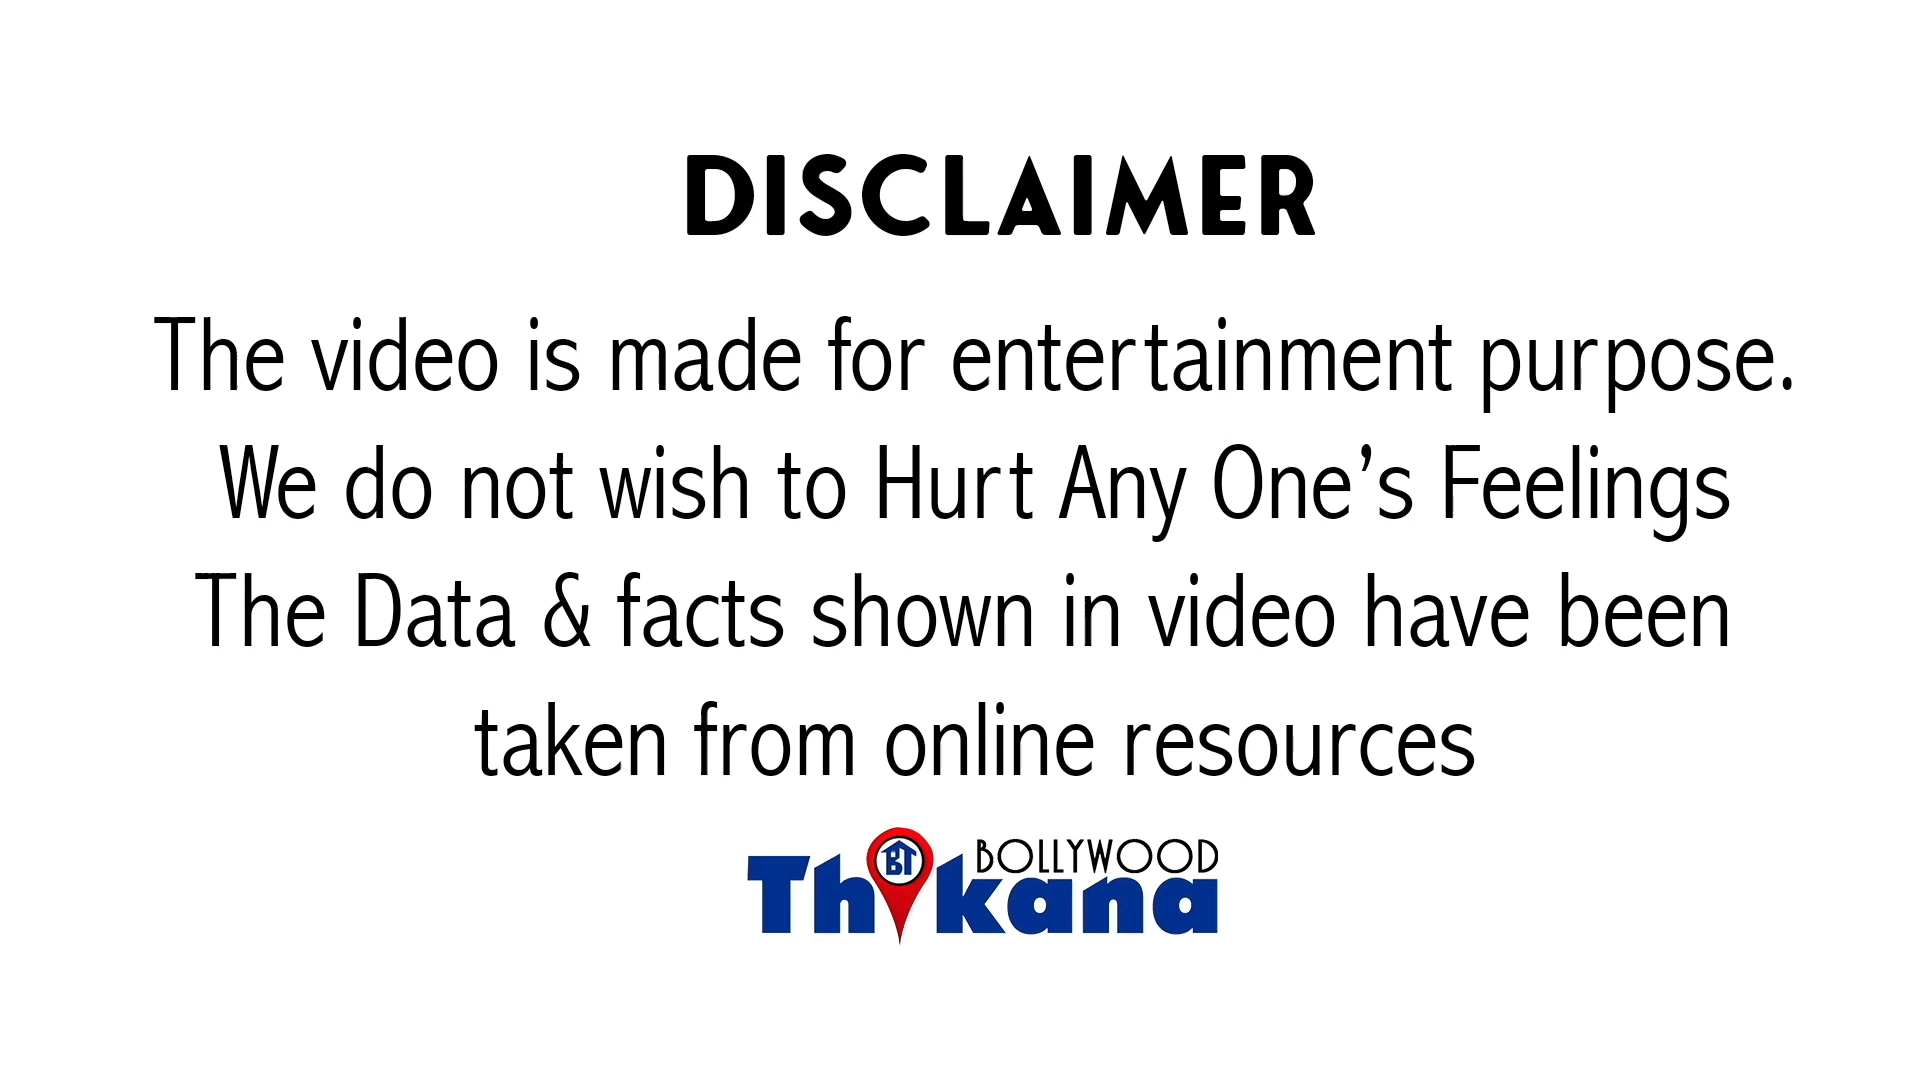 DISCLAIMER
The video is made for entertainment purpose.
We do not wish to Hurt Any One’s Feelings
The Data & facts shown in video have been
taken from online resources
BT
BOLLYWOOD
Thikana